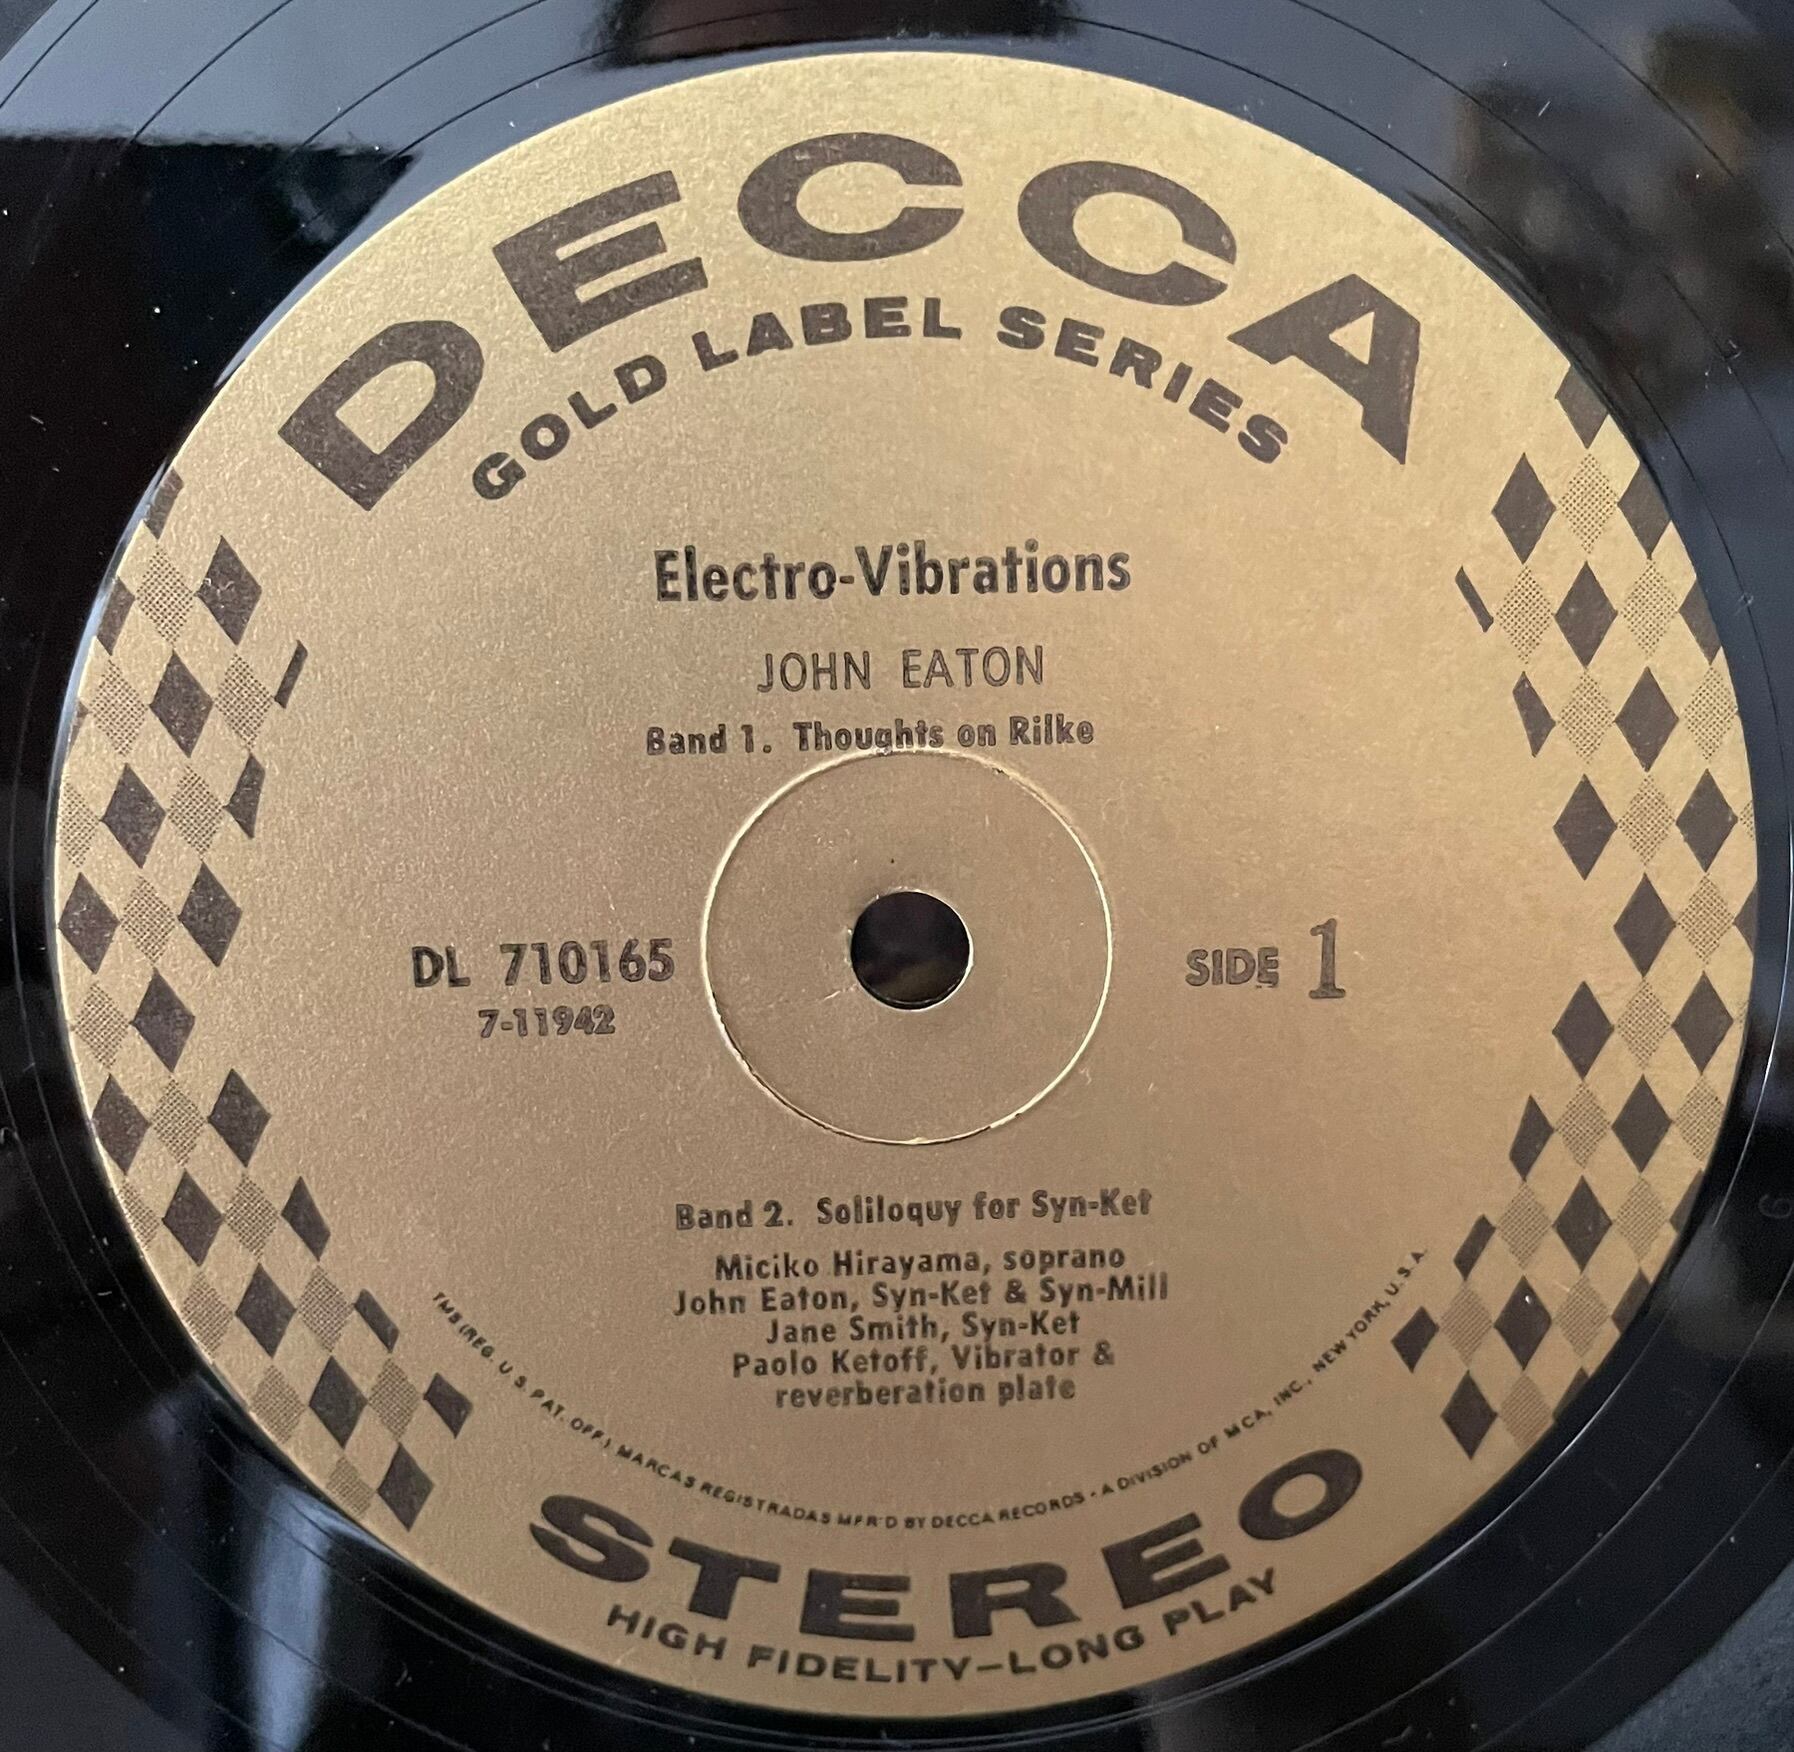 DECCA
GOLD LABEL SERIES
Electro-Vibrations
JOHN EATON
Band 1. Thoughts on Rilke
DL 710165
7-11942
SIDE 1
Band 2. Soliloquy for Syn-Ket
Miciko Hirayama, soprano
John Eaton, Syn-Ket & Syn-Mill
Jane Smith, Syn-Ket
Paolo Ketoff, Vibrator &
reverberation plate
TMS (REG. U.S. PAT. OFF.) MARCAS REGISTRADAS MFR'D BY DECCA RECORDS • A DIVISION OF MCA, INC., NEW YORK, U.S.A.
STEREO
HIGH FIDELITY—LONG PLAY